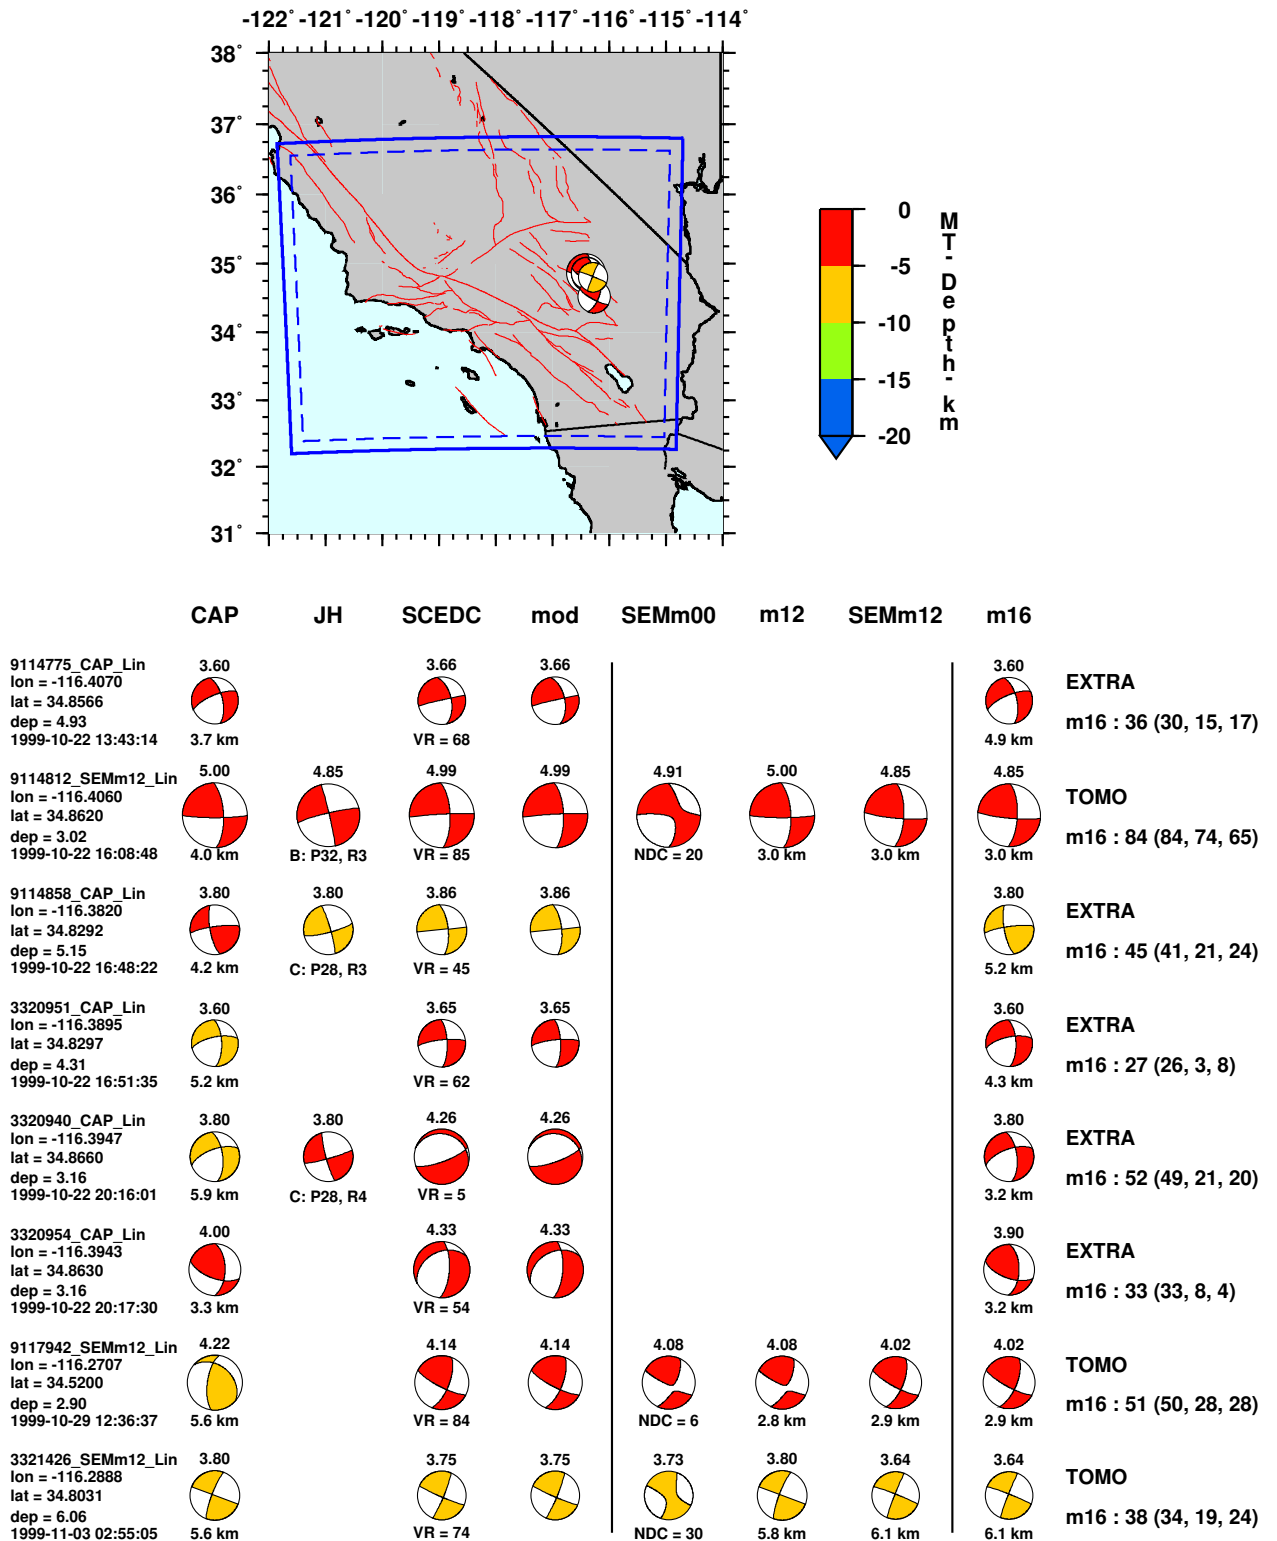 -122° -121° -120° -119° -118° -117° -116° -115° -114°
38°
37°
36°
35°
34°
33°
32°
31°
0
-5
-10
-15
-20
MT-Depth-km
CAP JH SCEDC mod SEMm00 m12 SEMm12 m16
9114775_CAP_Lin 3.60 3.66 3.66 3.60
lon = -116.4070 EXTRA
lat = 34.8566
dep = 4.93 m16 : 36 (30, 15, 17)
1999-10-22 13:43:14 3.7 km VR = 68 4.9 km
9114812_SEMm12_Lin 5.00 4.85 4.99 4.99 4.91 5.00 4.85 4.85
lon = -116.4060 TOMO
lat = 34.8620
dep = 3.02 m16 : 84 (84, 74, 65)
1999-10-22 16:08:48 4.0 km B: P32, R3 VR = 85 NDC = 20 3.0 km 3.0 km 3.0 km
9114858_CAP_Lin 3.80 3.80 3.86 3.86 3.80
lon = -116.3820 EXTRA
lat = 34.8292
dep = 5.15 m16 : 45 (41, 21, 24)
1999-10-22 16:48:22 4.2 km C: P28, R3 VR = 45 5.2 km
3320951_CAP_Lin 3.60 3.65 3.65 3.60
lon = -116.3895 EXTRA
lat = 34.8297
dep = 4.31 m16 : 27 (26, 3, 8)
1999-10-22 16:51:35 5.2 km VR = 62 4.3 km
3320940_CAP_Lin 3.80 3.80 4.26 4.26 3.80
lon = -116.3947 EXTRA
lat = 34.8660
dep = 3.16 m16 : 52 (49, 21, 20)
1999-10-22 20:16:01 5.9 km C: P28, R4 VR = 5 3.2 km
3320954_CAP_Lin 4.00 4.33 4.33 3.90
lon = -116.3943 EXTRA
lat = 34.8630
dep = 3.16 m16 : 33 (33, 8, 4)
1999-10-22 20:17:30 3.3 km VR = 54 3.2 km
9117942_SEMm12_Lin 4.22 4.14 4.14 4.08 4.08 4.02 4.02
lon = -116.2707 TOMO
lat = 34.5200
dep = 2.90 m16 : 51 (50, 28, 28)
1999-10-29 12:36:37 5.6 km VR = 84 NDC = 6 2.8 km 2.9 km 2.9 km
3321426_SEMm12_Lin 3.80 3.75 3.75 3.73 3.80 3.64 3.64
lon = -116.2888 TOMO
lat = 34.8031
dep = 6.06 m16 : 38 (34, 19, 24)
1999-11-03 02:55:05 5.6 km VR = 74 NDC = 30 5.8 km 6.1 km 6.1 km